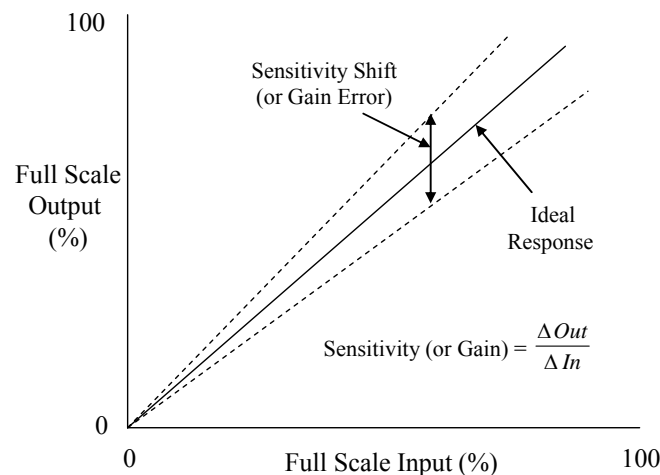 100
Sensitivity Shift
(or Gain Error)
Full Scale
Output
(%)
Ideal
Response
Sensitivity (or Gain) = ΔOut / ΔIn
0
0
Full Scale Input (%)
100